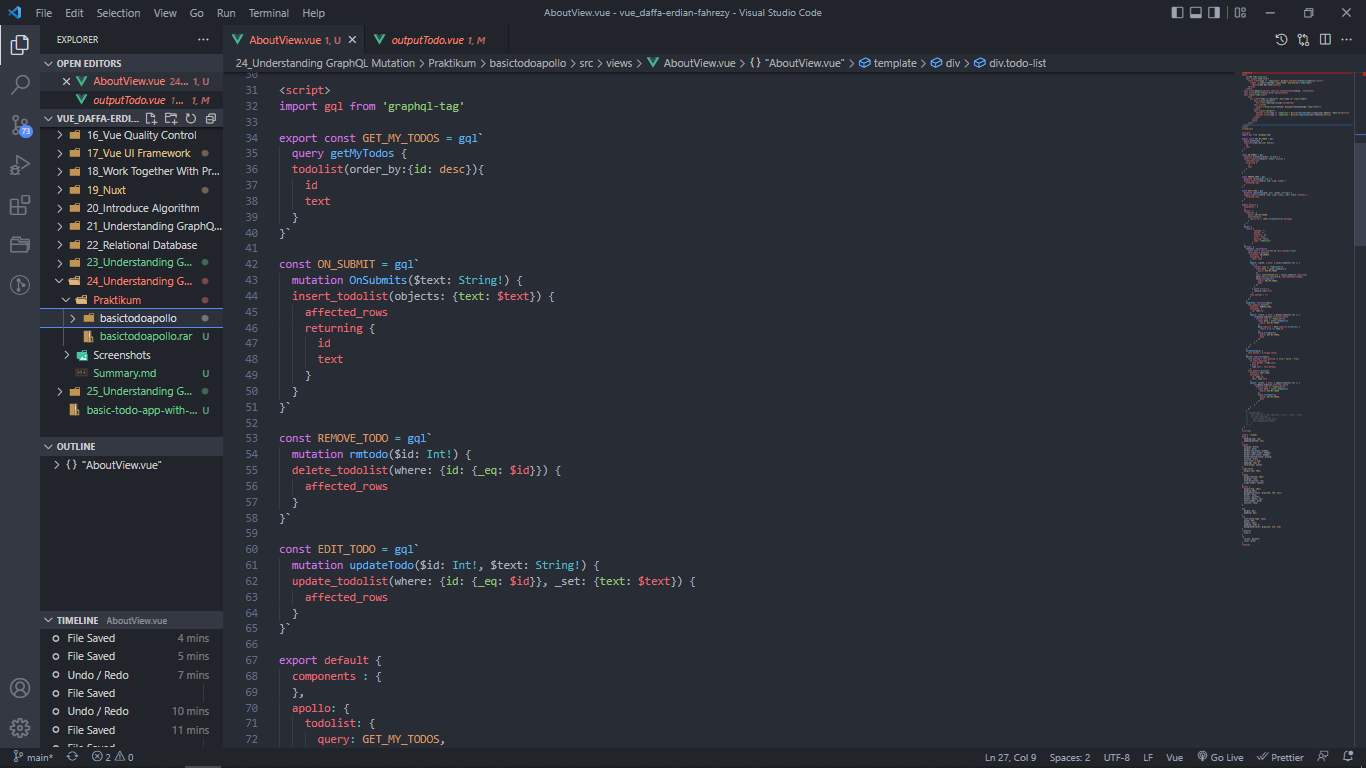 File Edit Selection View Go Run Terminal Help
AboutView.vue - vue_daffa-erdian-fahrezy - Visual Studio Code
EXPLORER
OPEN EDITORS
AboutView.vue 24... 1, U
outputTodo.vue 1... 1, M
VUE_DAFFA-ERDI...
16_Vue Quality Control
17_Vue UI Framework
18_Work Together With Pr...
19_Nuxt
20_Introduce Algorithm
21_Understanding GraphQ...
22_Relational Database
23_Understanding G...
24_Understanding G...
Praktikum
basictodoapollo
basictodoapollo.rar U
Screenshots
Summary.md U
25_Understanding G...
basic-todo-app-with-... U
73
OUTLINE
{} "AboutView.vue"
TIMELINE AboutView.vue
File Saved 4 mins
File Saved 5 mins
Undo / Redo 7 mins
File Saved
Undo / Redo 10 mins
File Saved 11 mins
AboutView.vue 1, U
outputTodo.vue 1, M
24_Understanding GraphQL Mutation > Praktikum > basictodoapollo > src > views > AboutView.vue > {} "AboutView.vue" > template > div > div.todo-list
30
31 <script>
32 import gql from 'graphql-tag'
33
34 export const GET_MY_TODOS = gql`
35 query getMyTodos {
36 todolist(order_by:{id: desc}){
37 id
38 text
39 }
40 }`
41
42 const ON_SUBMIT = gql`
43 mutation OnSubmits($text: String!) {
44 insert_todolist(objects: {text: $text}) {
45 affected_rows
46 returning {
47 id
48 text
49 }
50 }
51 }`
52
53 const REMOVE_TODO = gql`
54 mutation rmtodo($id: Int!) {
55 delete_todolist(where: {id: {_eq: $id}}) {
56 affected_rows
57 }
58 }`
59
60 const EDIT_TODO = gql`
61 mutation updateTodo($id: Int!, $text: String!) {
62 update_todolist(where: {id: {_eq: $id}}, _set: {text: $text}) {
63 affected_rows
64 }
65 }`
66
67 export default {
68 components : {
69 },
70 apollo: {
71 todolist: {
72 query: GET_MY_TODOS,
main* 2 0
Ln 27, Col 9 Spaces: 2 UTF-8 LF Vue Go Live Prettier